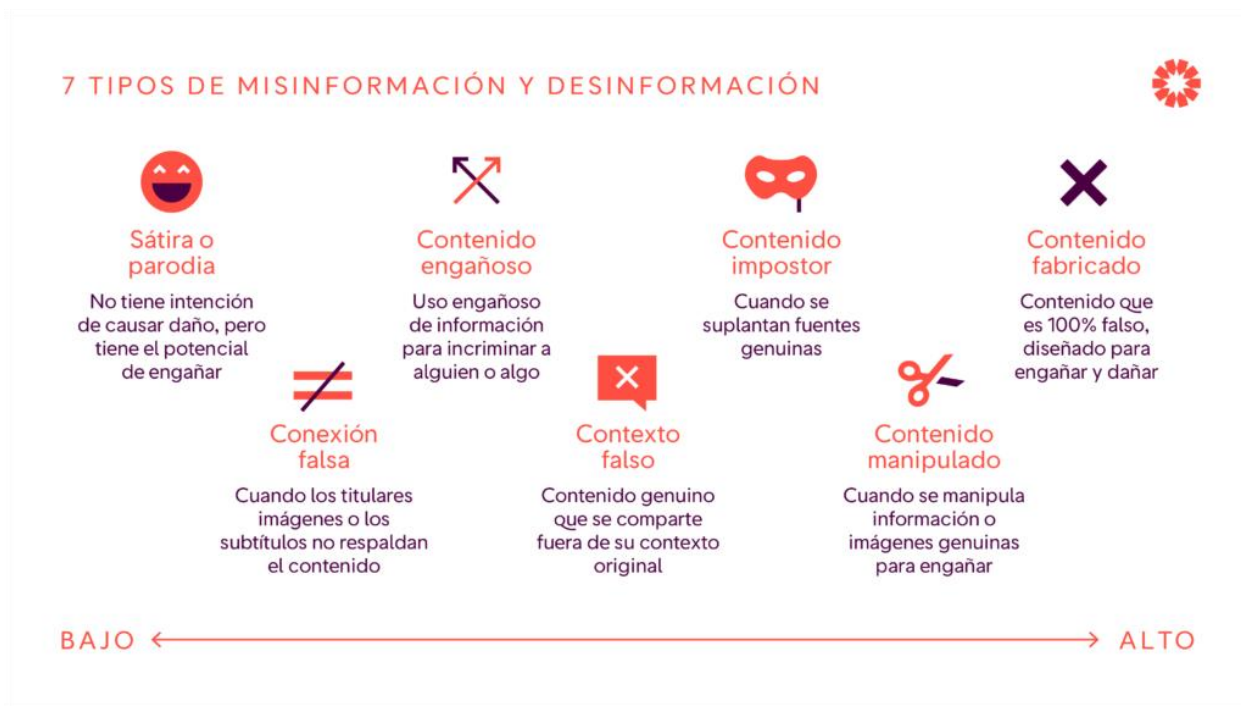 7 TIPOS DE MISINFORMACIÓN Y DESINFORMACIÓN
Sátira o
parodia
No tiene intención
de causar daño, pero
tiene el potencial
de engañar
Conexión
falsa
Cuando los titulares
imágenes o los
subtítulos no respaldan
el contenido
Contenido
engañoso
Uso engañoso
de información
para incriminar a
alguien o algo
Contexto
falso
Contenido genuino
que se comparte
fuera de su contexto
original
Contenido
impostor
Cuando se
suplantan fuentes
genuinas
Contenido
manipulado
Cuando se manipula
información o
imágenes genuinas
para engañar
Contenido
fabricado
Contenido que
es 100% falso,
diseñado para
engañar y dañar
BAJO
ALTO